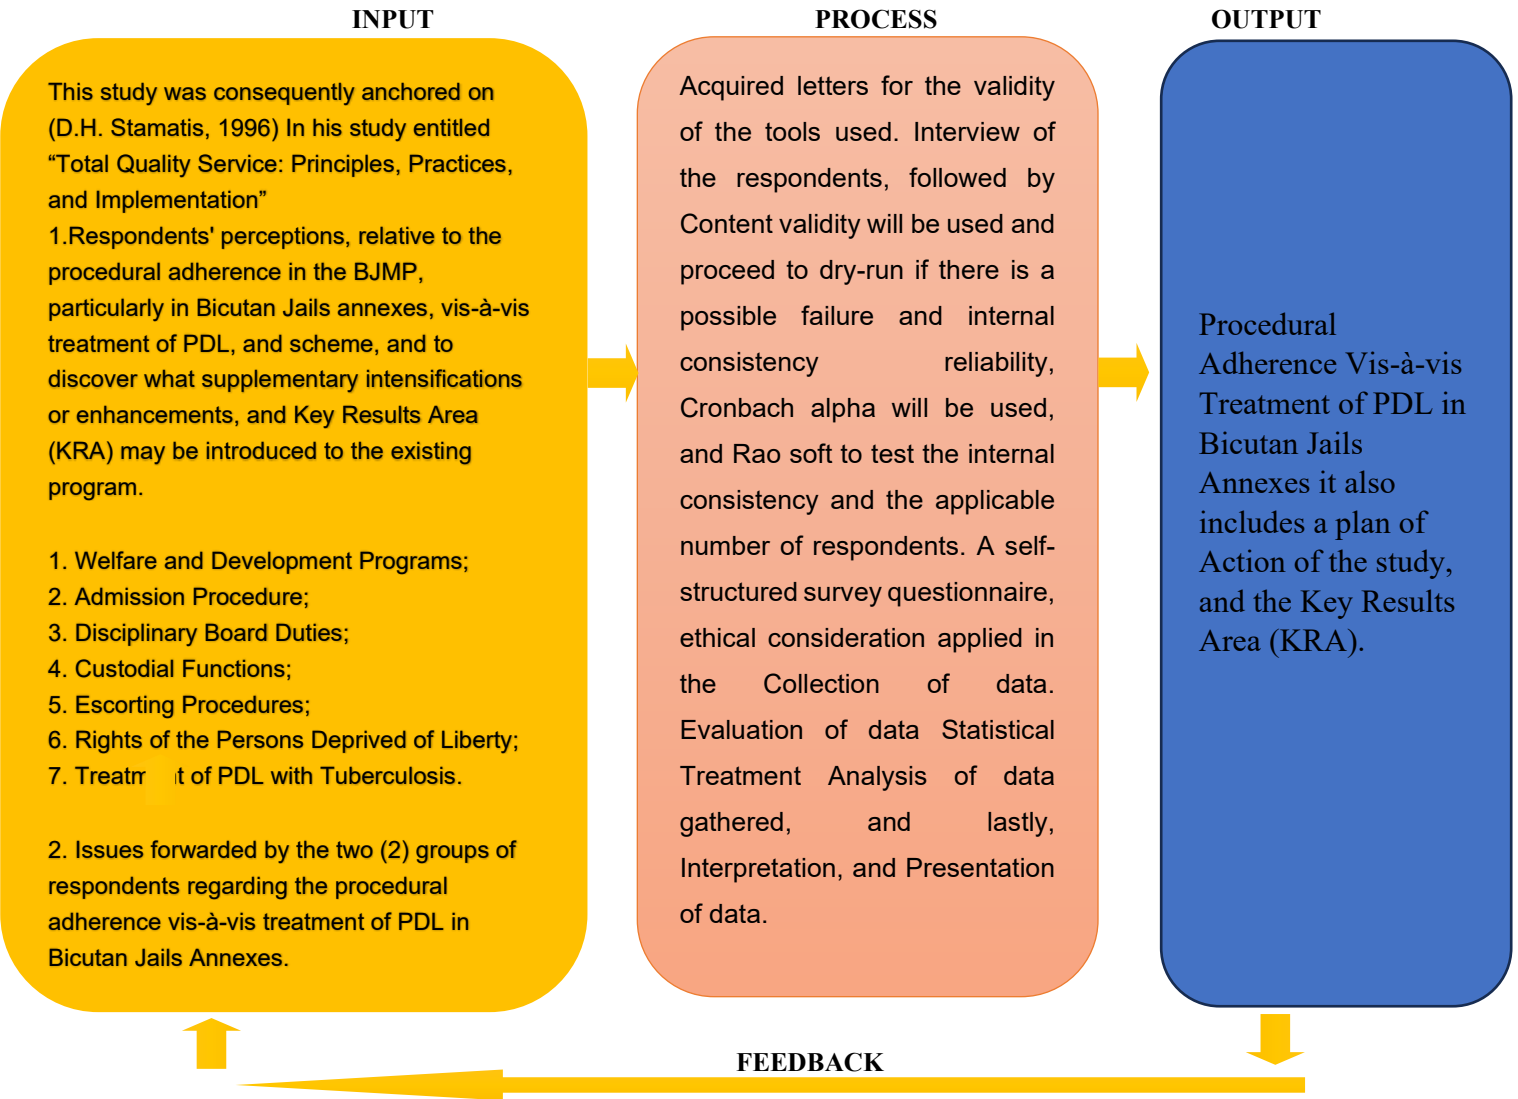 INPUT
This study was consequently anchored on
(D.H. Stamatis, 1996) In his study entitled
“Total Quality Service: Principles, Practices,
and Implementation”
1.Respondents' perceptions, relative to the
procedural adherence in the BJMP,
particularly in Bicutan Jails annexes, vis-à-vis
treatment of PDL, and scheme, and to
discover what supplementary intensifications
or enhancements, and Key Results Area
(KRA) may be introduced to the existing
program.
1. Welfare and Development Programs;
2. Admission Procedure;
3. Disciplinary Board Duties;
4. Custodial Functions;
5. Escorting Procedures;
6. Rights of the Persons Deprived of Liberty;
7. of PDL with Tuberculosis.
2. Issues forwarded by the two (2) groups of
respondents regarding the procedural
adherence vis-à-vis treatment of PDL in
Bicutan Jails Annexes.
PROCESS
Acquired letters for the validity
of the tools used. Interview of
the respondents, followed by
Content validity will be used and
proceed to dry-run if there is a
possible failure and internal
consistency reliability,
Cronbach alpha will be used,
and Rao soft to test the internal
consistency and the applicable
number of respondents. A self-
structured survey questionnaire,
ethical consideration applied in
the Collection of data.
Evaluation of data Statistical
Treatment Analysis of data
gathered, and lastly,
Interpretation, and Presentation
of data.
OUTPUT
Procedural
Adherence Vis-à-vis
Treatment of PDL in
Bicutan Jails
Annexes it also
includes a plan of
Action of the study,
and the Key Results
Area (KRA).
FEEDBACK